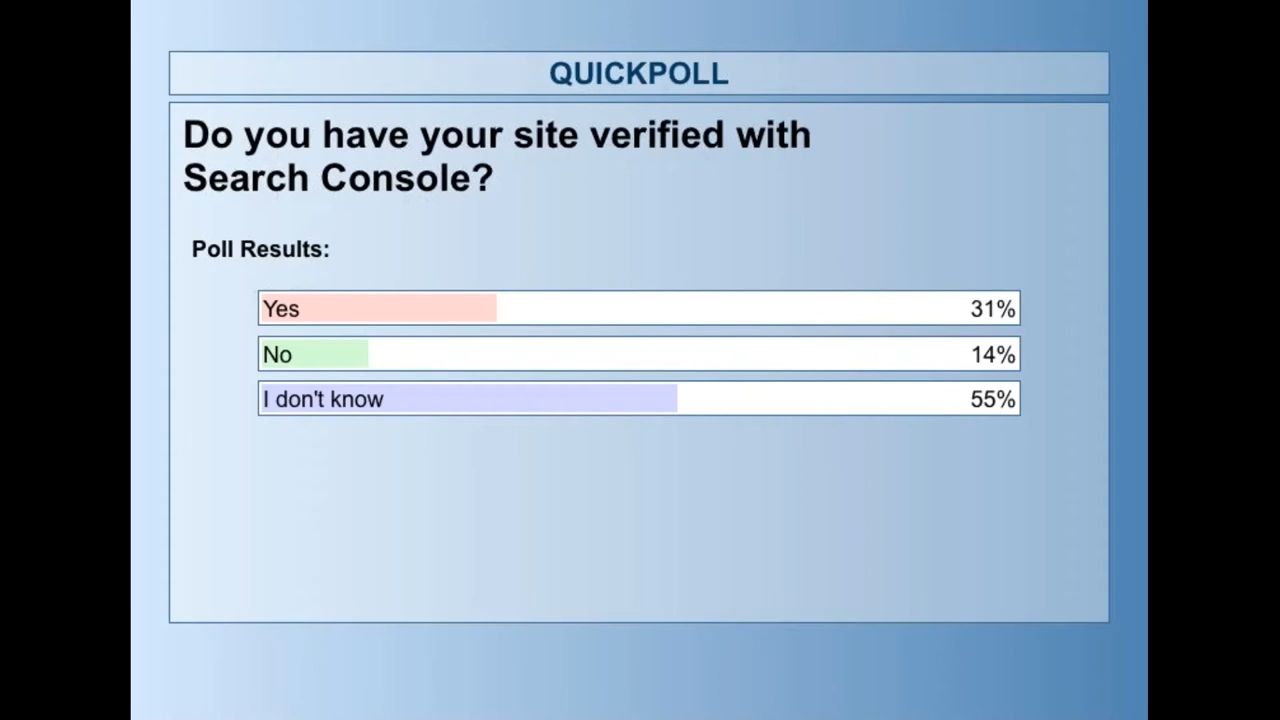 QUICKPOLL
Do you have your site verified with
Search Console?
Poll Results:
Yes 31%
No 14%
I don't know 55%